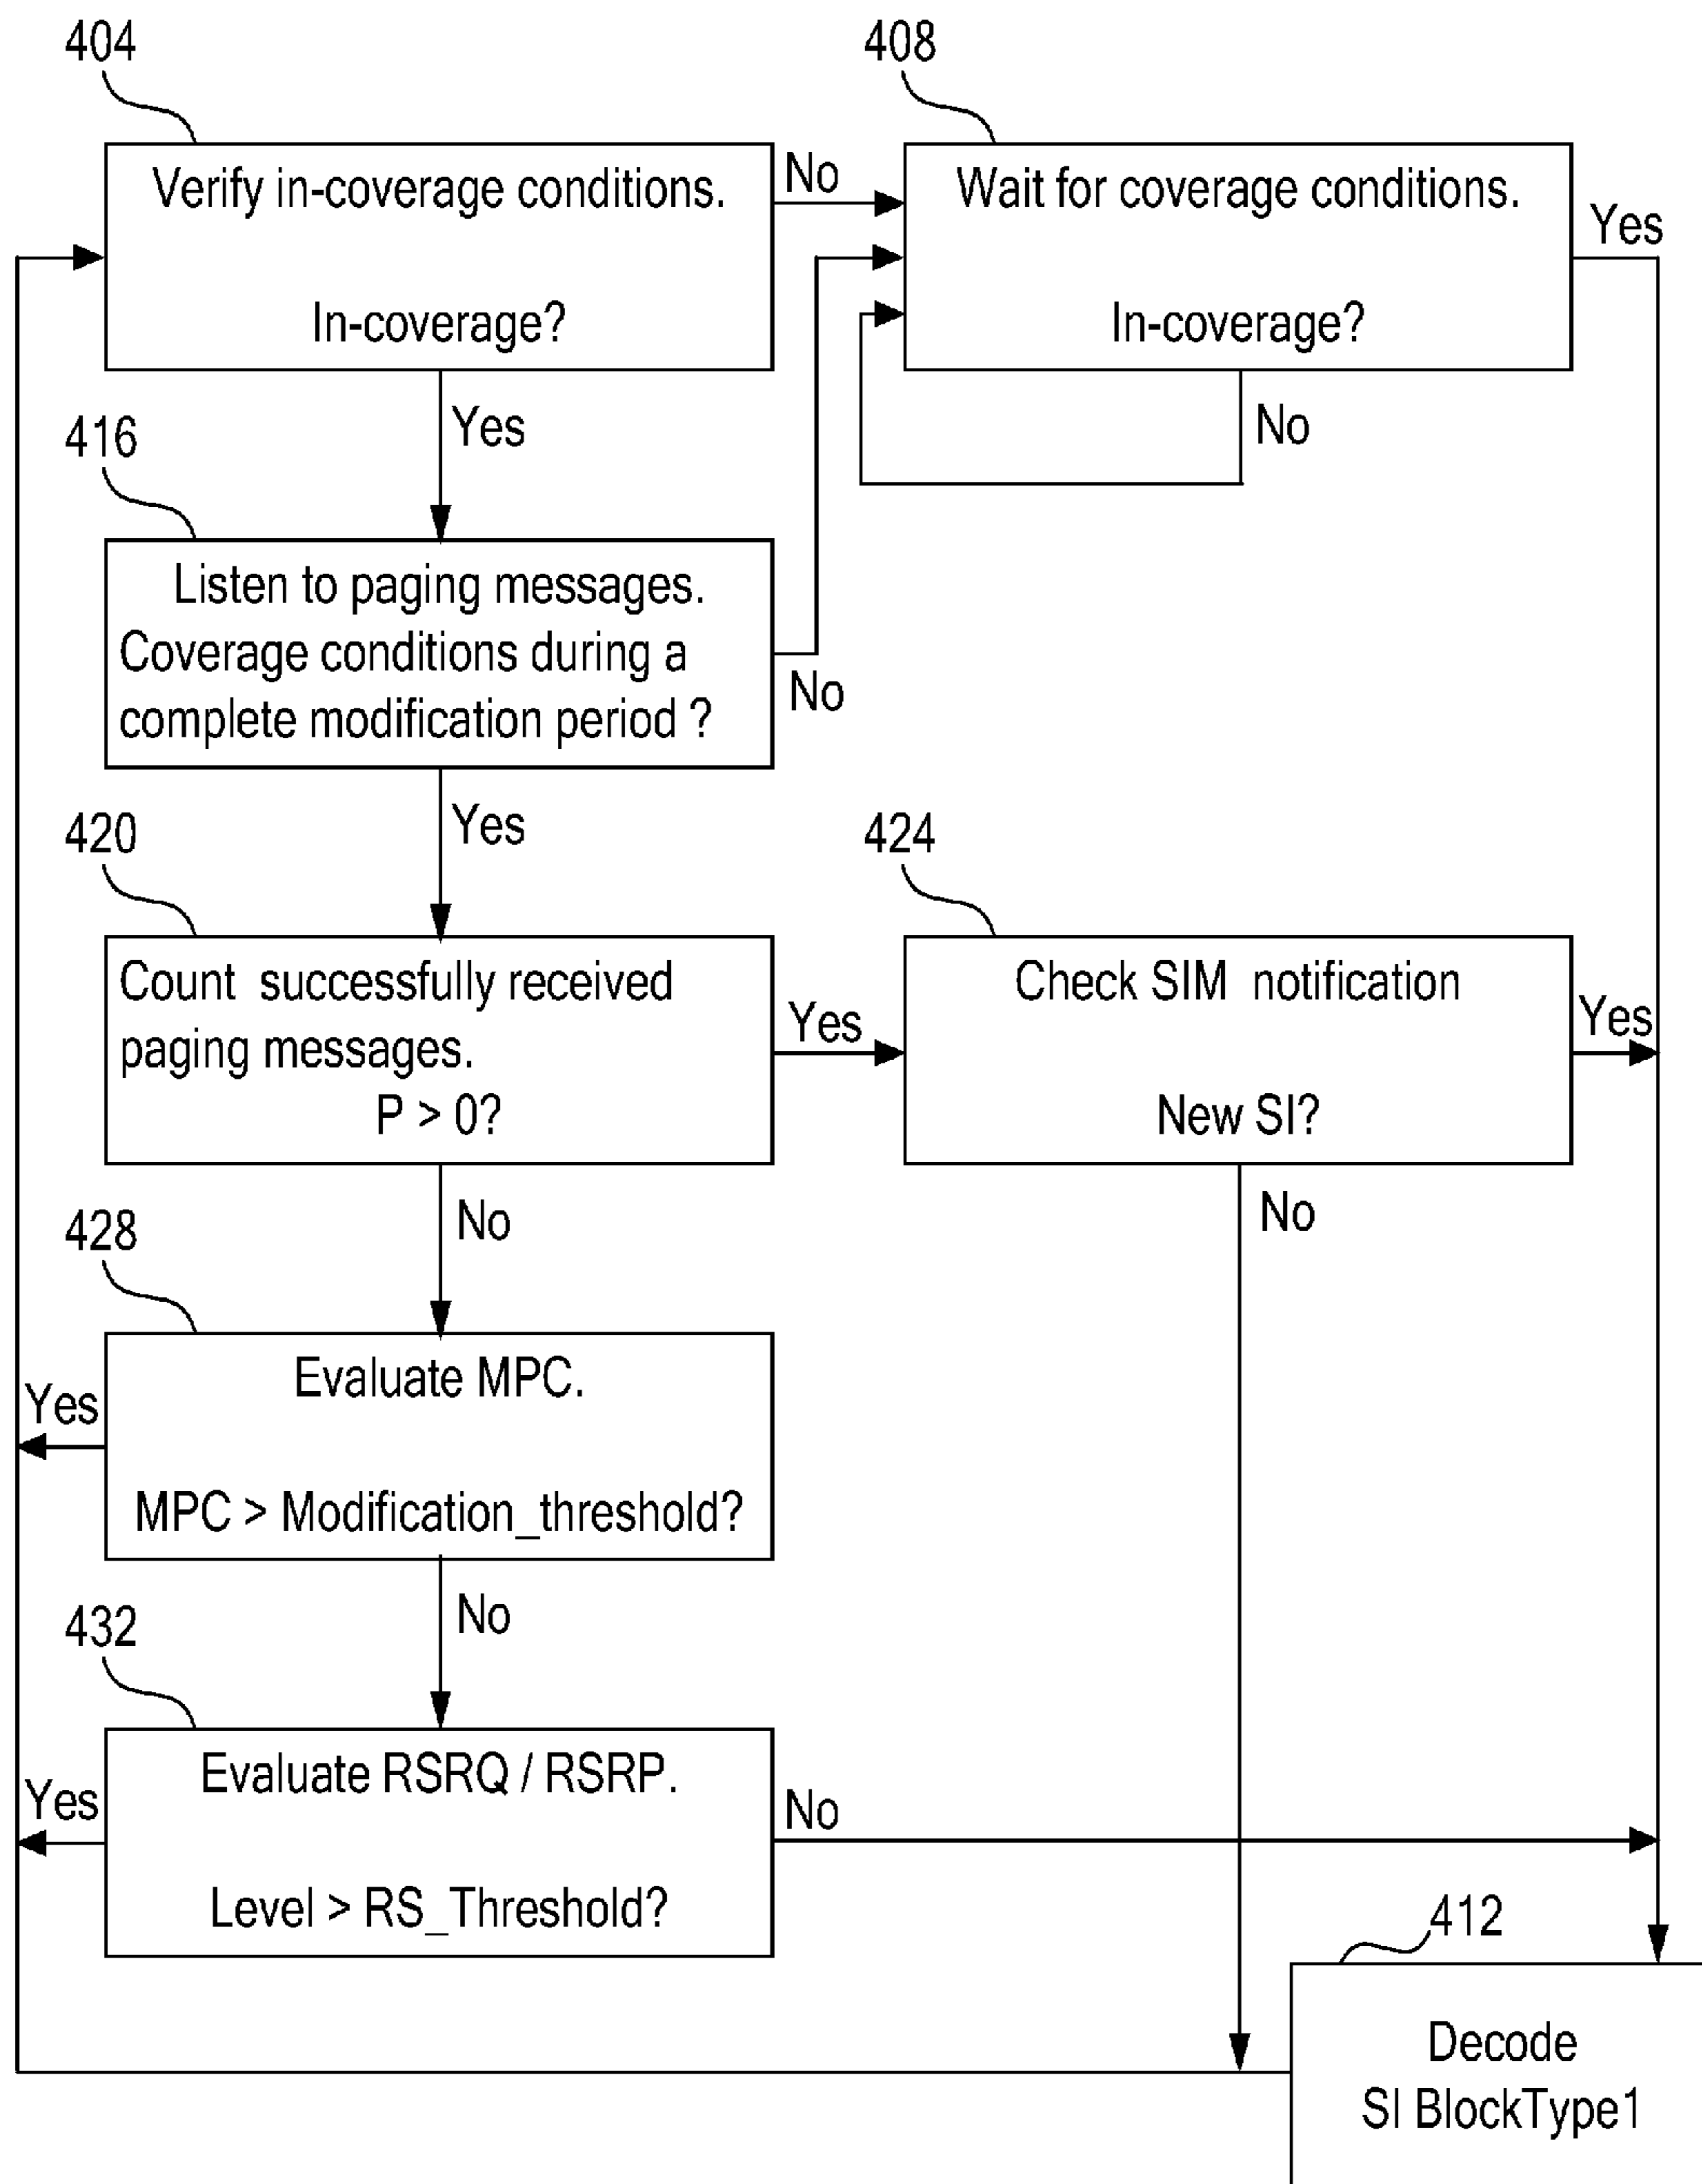 404
408
Verify in-coverage conditions.
In-coverage?
No
Wait for coverage conditions.
In-coverage?
Yes
Yes
No
416
Listen to paging messages.
Coverage conditions during a
complete modification period ?
No
Yes
420
424
Count successfully received
paging messages.
P > 0?
Yes
Check SIM notification
New SI?
Yes
No
No
428
Evaluate MPC.
MPC > Modification_threshold?
Yes
No
432
Evaluate RSRQ / RSRP.
Level > RS_Threshold?
Yes
No
412
Decode
SI BlockType1